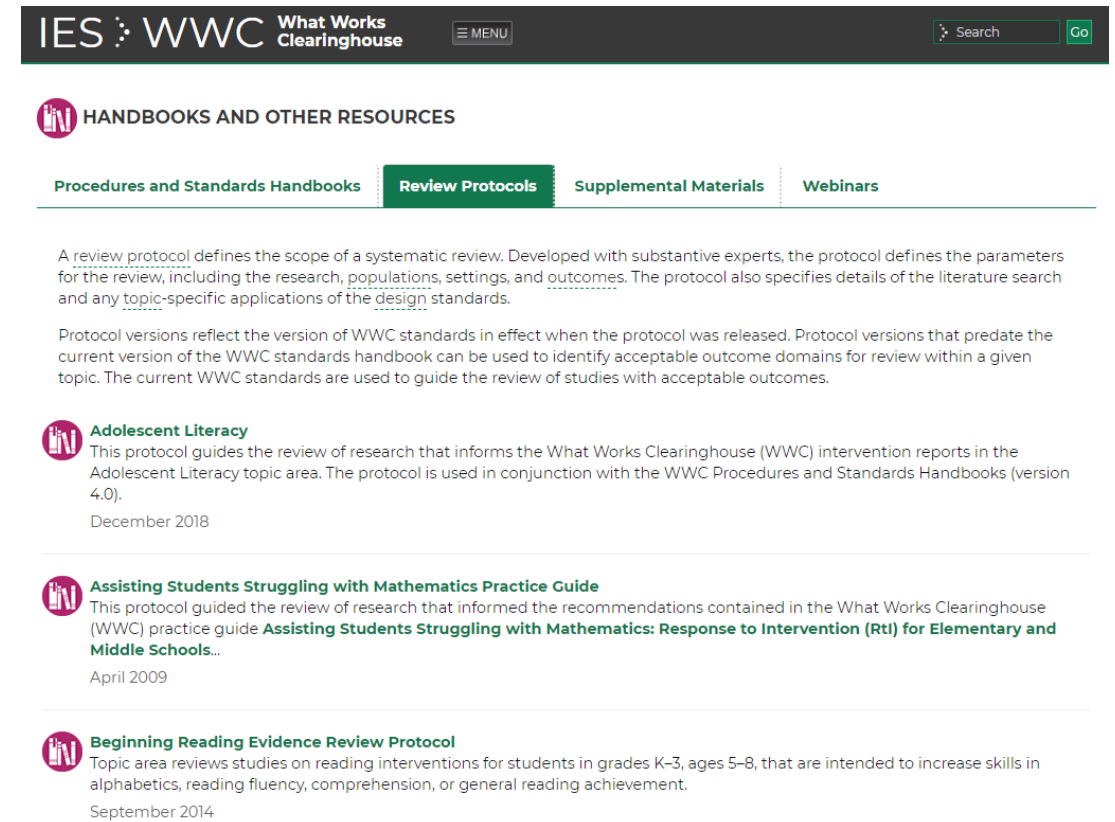 IES WWC What Works Clearinghouse
☰ MENU
Search
Go
HANDBOOKS AND OTHER RESOURCES
Procedures and Standards Handbooks
Review Protocols
Supplemental Materials
Webinars
A review protocol defines the scope of a systematic review. Developed with substantive experts, the protocol defines the parameters
for the review, including the research, populations, settings, and outcomes. The protocol also specifies details of the literature search
and any topic-specific applications of the design standards.
Protocol versions reflect the version of WWC standards in effect when the protocol was released. Protocol versions that predate the
current version of the WWC standards handbook can be used to identify acceptable outcome domains for review within a given
topic. The current WWC standards are used to guide the review of studies with acceptable outcomes.
Adolescent Literacy
This protocol guides the review of research that informs the What Works Clearinghouse (WWC) intervention reports in the
Adolescent Literacy topic area. The protocol is used in conjunction with the WWC Procedures and Standards Handbooks (version
4.0).
December 2018
Assisting Students Struggling with Mathematics Practice Guide
This protocol guided the review of research that informed the recommendations contained in the What Works Clearinghouse
(WWC) practice guide Assisting Students Struggling with Mathematics: Response to Intervention (RtI) for Elementary and
Middle Schools...
April 2009
Beginning Reading Evidence Review Protocol
Topic area reviews studies on reading interventions for students in grades K–3, ages 5–8, that are intended to increase skills in
alphabetics, reading fluency, comprehension, or general reading achievement.
September 2014